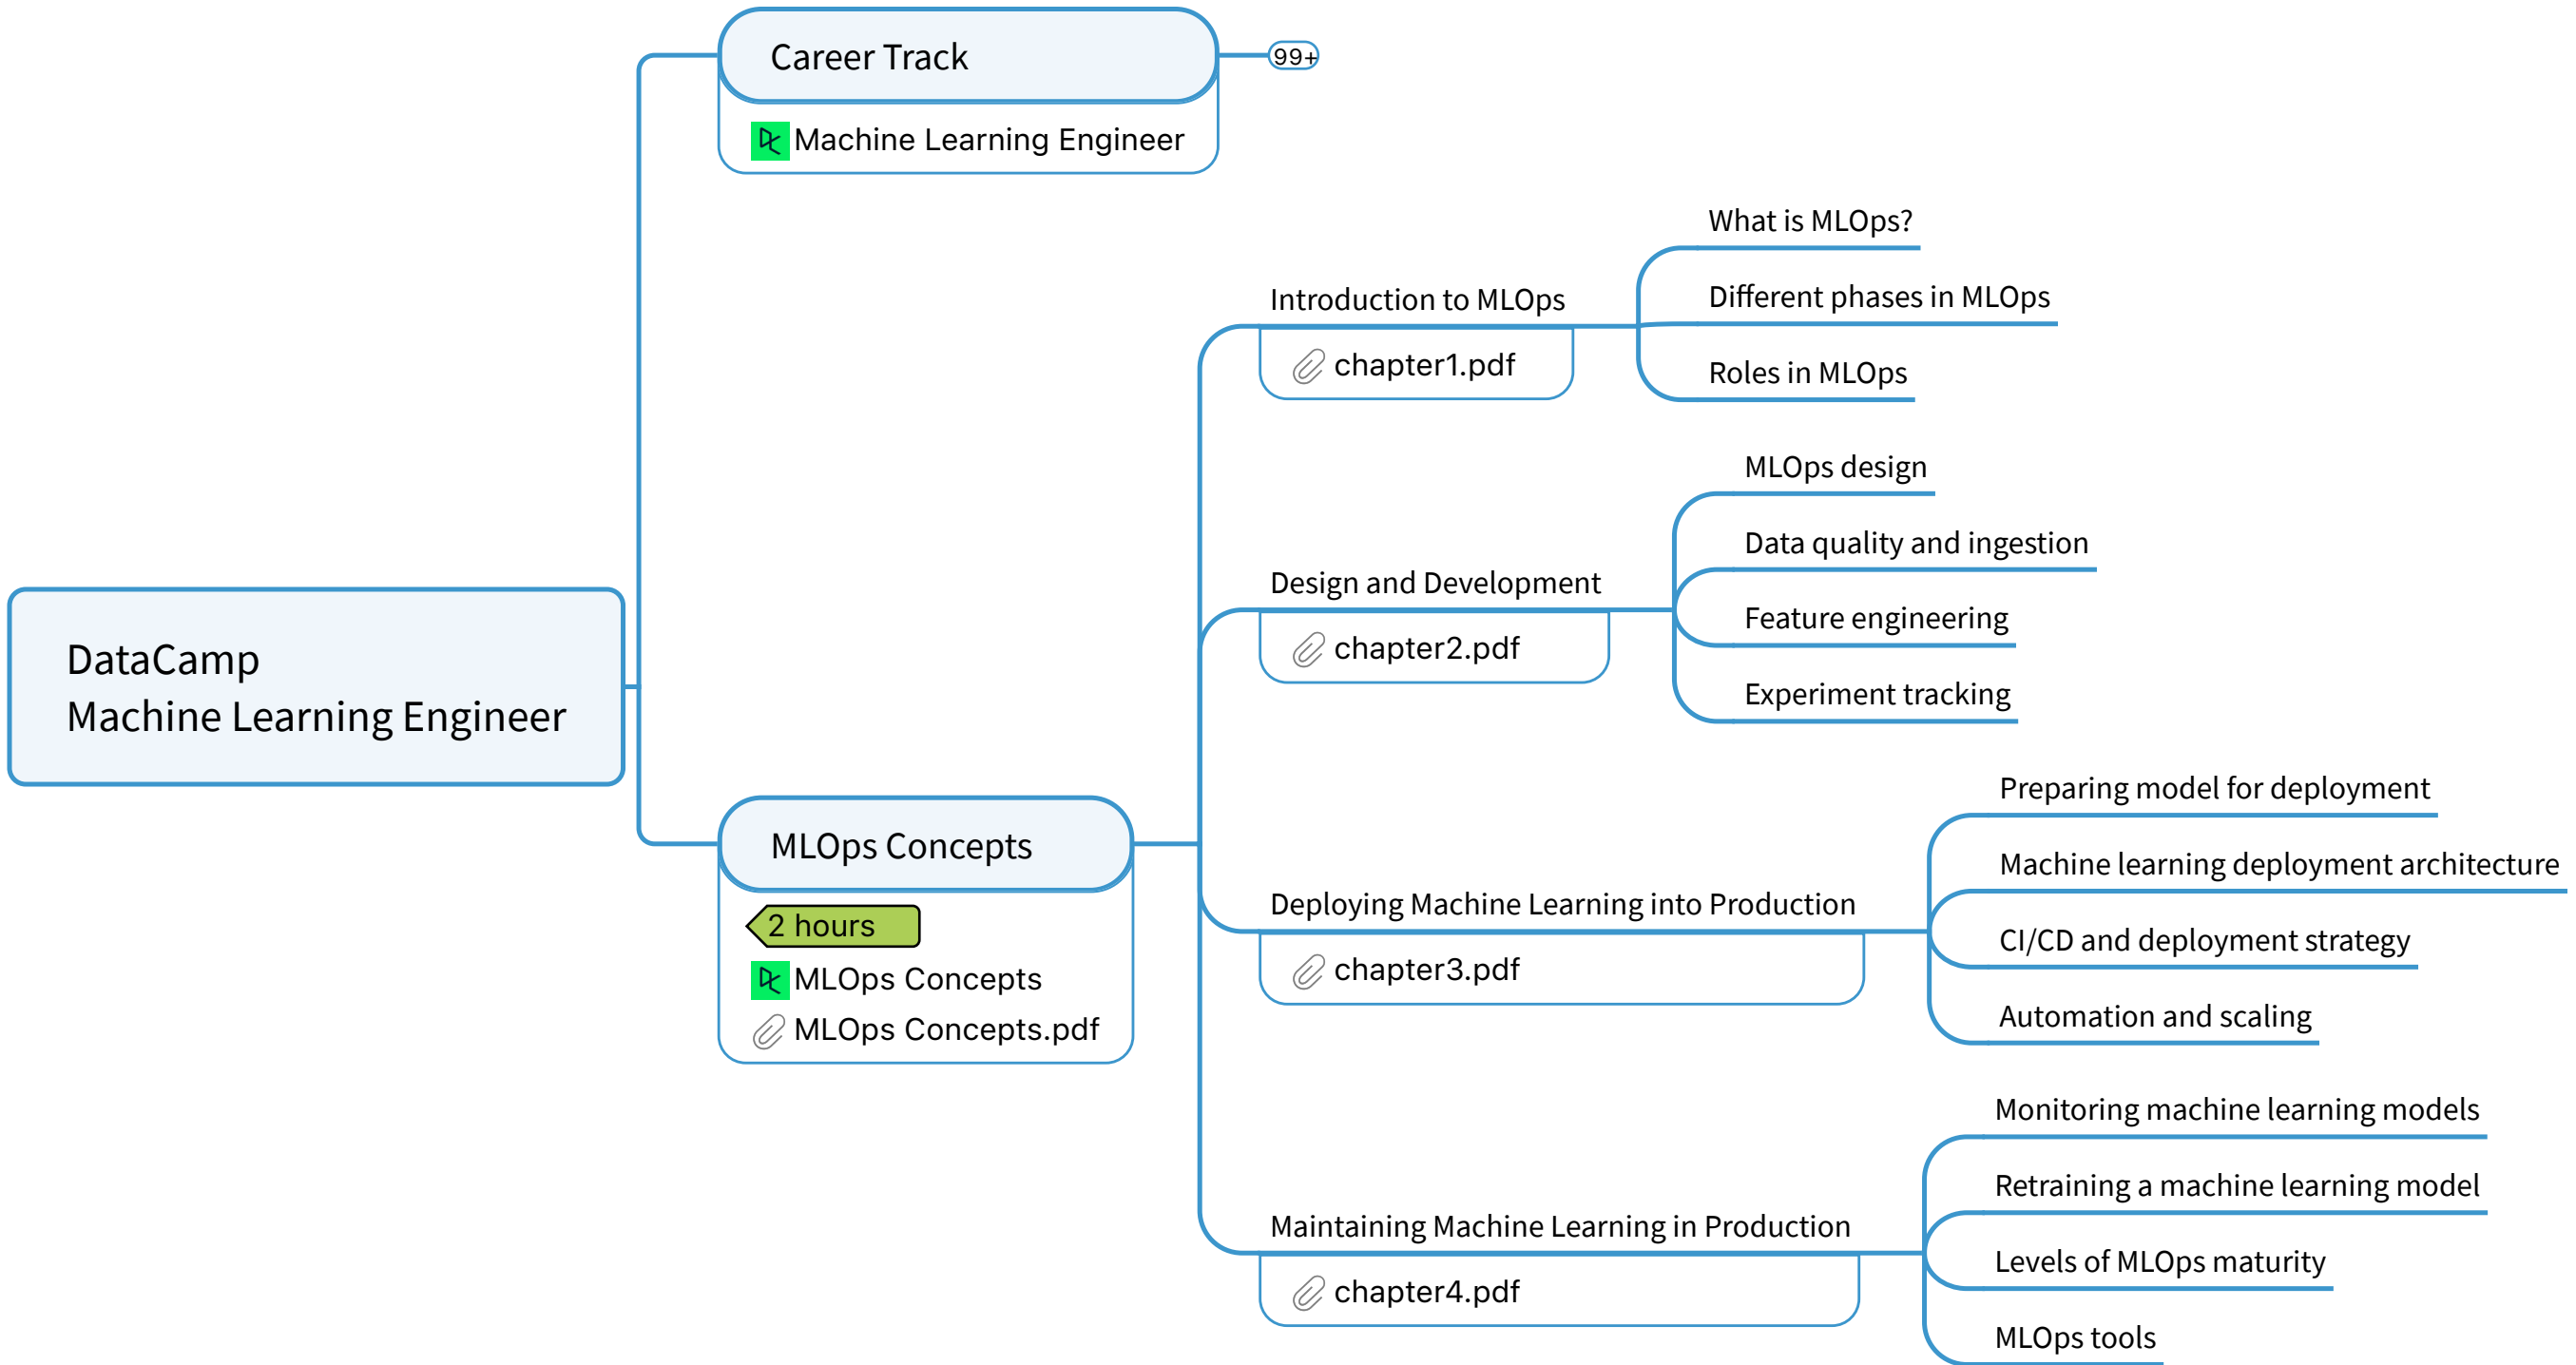 Career Track
99+
Machine Learning Engineer
What is MLOps?
Introduction to MLOps
Different phases in MLOps
chapter1.pdf
Roles in MLOps
MLOps design
Data quality and ingestion
Design and Development
Feature engineering
chapter2.pdf
Experiment tracking
DataCamp
Machine Learning Engineer
Preparing model for deployment
MLOps Concepts
Machine learning deployment architecture
Deploying Machine Learning into Production
2 hours
CI/CD and deployment strategy
MLOps Concepts
chapter3.pdf
MLOps Concepts.pdf
Automation and scaling
Monitoring machine learning models
Retraining a machine learning model
Maintaining Machine Learning in Production
Levels of MLOps maturity
chapter4.pdf
MLOps tools